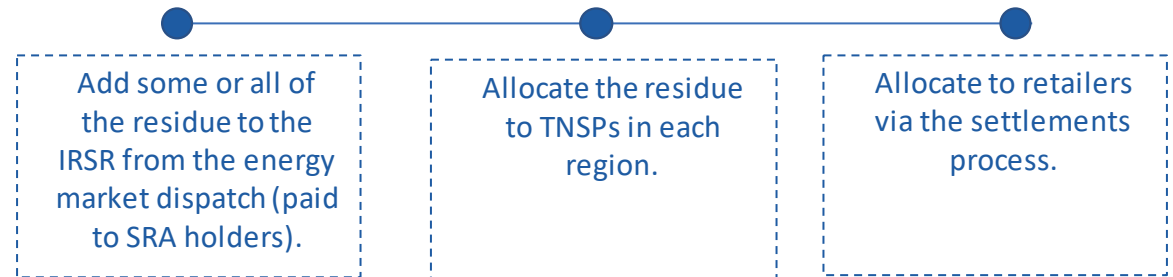 Add some or all of
the residue to the
IRSR from the energy
market dispatch (paid
to SRA holders).
Allocate the residue
to TNSPs in each
region.
Allocate to retailers
via the settlements
process.